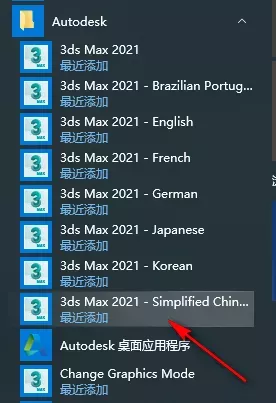 Autodesk
3ds Max 2021
最近添加
3ds Max 2021 - Brazilian Portug...
最近添加
3ds Max 2021 - English
最近添加
3ds Max 2021 - French
最近添加
3ds Max 2021 - German
最近添加
3ds Max 2021 - Japanese
最近添加
3ds Max 2021 - Korean
最近添加
3ds Max 2021 - Simplified Chin...
最近添加
Autodesk 桌面应用程序
Change Graphics Mode
最近添加